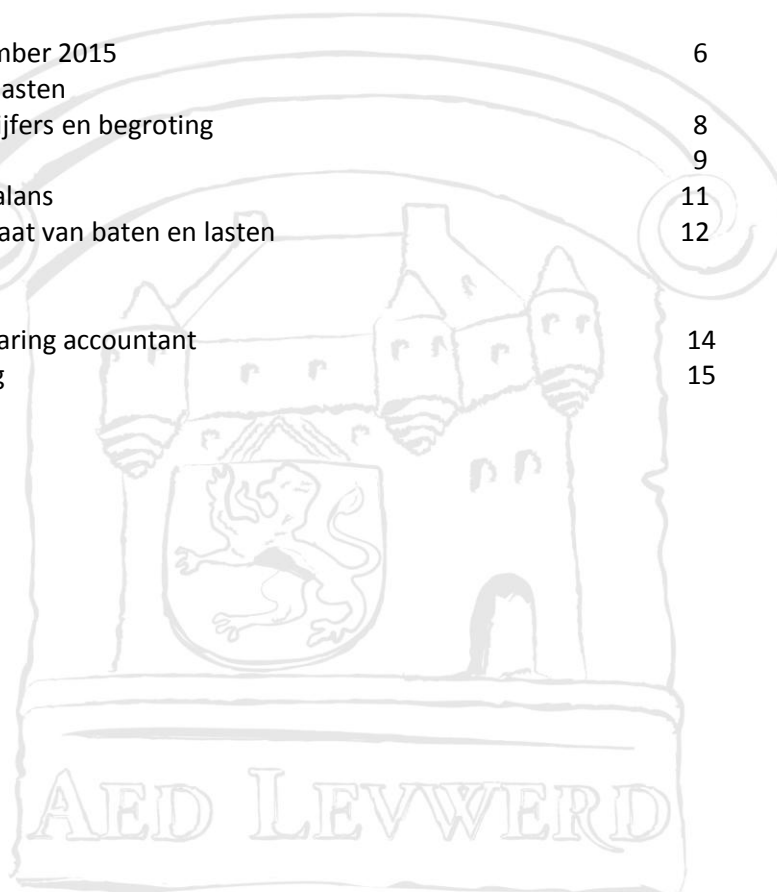 mber 2015 6
asten
ijfers en begroting 8
9
alans 11
aat van baten en lasten 12
aring accountant 14
g 15
AED LEVWERD